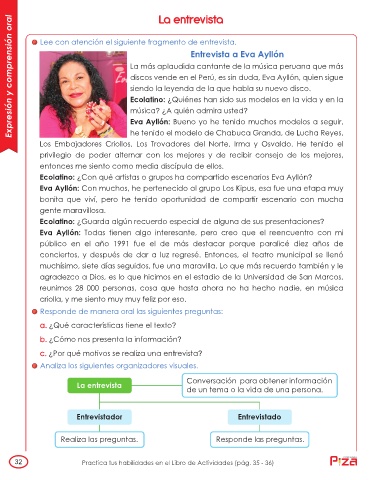 La entrevista
Expresión y comprensión oral
Lee con atención el siguiente fragmento de entrevista.
Entrevista a Eva Ayllón
La más aplaudida cantante de la música peruana que más
discos vende en el Perú, es sin duda, Eva Ayllón, quien sigue
siendo la leyenda de la que habla su nuevo disco.
Ecolatino: ¿Quiénes han sido sus modelos en la vida y en la
música? ¿A quién admira usted?
Eva Ayllón: Bueno yo he tenido muchos modelos a seguir,
he tenido el modelo de Chabuca Granda, de Lucha Reyes,
Los Embajadores Criollos, Los Trovadores del Norte, Irma y Osvaldo. He tenido el
privilegio de poder alternar con los mejores y de recibir consejo de los mejores,
entonces me siento como media discípula de ellos.
Ecolatino: ¿Con qué artistas o grupos ha compartido escenarios Eva Ayllón?
Eva Ayllón: Con muchos, he pertenecido al grupo Los Kipus, esa fue una etapa muy
bonita que viví, pero he tenido oportunidad de compartir escenario con mucha
gente maravillosa.
Ecolatino: ¿Guarda algún recuerdo especial de alguna de sus presentaciones?
Eva Ayllón: Todas tienen algo interesante, pero creo que el reencuentro con mi
público en el año 1991 fue el de más destacar porque paralicé diez años de
conciertos, y después de dar a luz regresé. Entonces, el teatro municipal se llenó
muchísimo, siete días seguidos, fue una maravilla. Lo que más recuerdo también y le
agradezco a Dios, es lo que hicimos en el estadio de la Universidad de San Marcos,
reunimos 28 000 personas, cosa que hasta ahora no ha hecho nadie, en música
criolla, y me siento muy muy feliz por eso.
Responde de manera oral las siguientes preguntas:
a. ¿Qué características tiene el texto?
b. ¿Cómo nos presenta la información?
c. ¿Por qué motivos se realiza una entrevista?
Analiza los siguientes organizadores visuales.
La entrevista
Conversación para obtener información
de un tema o la vida de una persona.
Entrevistador
Entrevistado
Realiza las preguntas.
Responde las preguntas.
32
Practica tus habilidades en el Libro de Actividades (pág. 35 - 36)